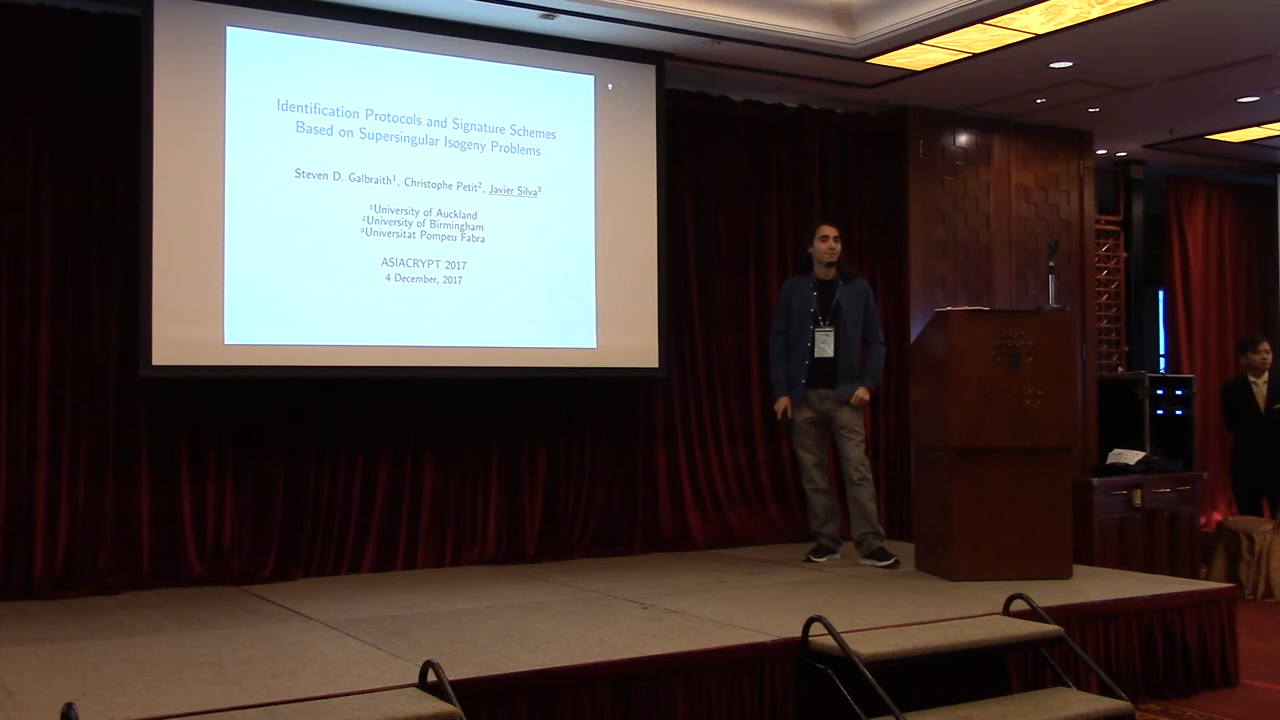 Identification Protocols and Signature Schemes
Based on Supersingular Isogeny Problems
Steven D. Galbraith¹, Christophe Petit², Javier Silva³
¹University of Auckland
²University of Birmingham
³Universitat Pompeu Fabra
ASIACRYPT 2017
4 December, 2017